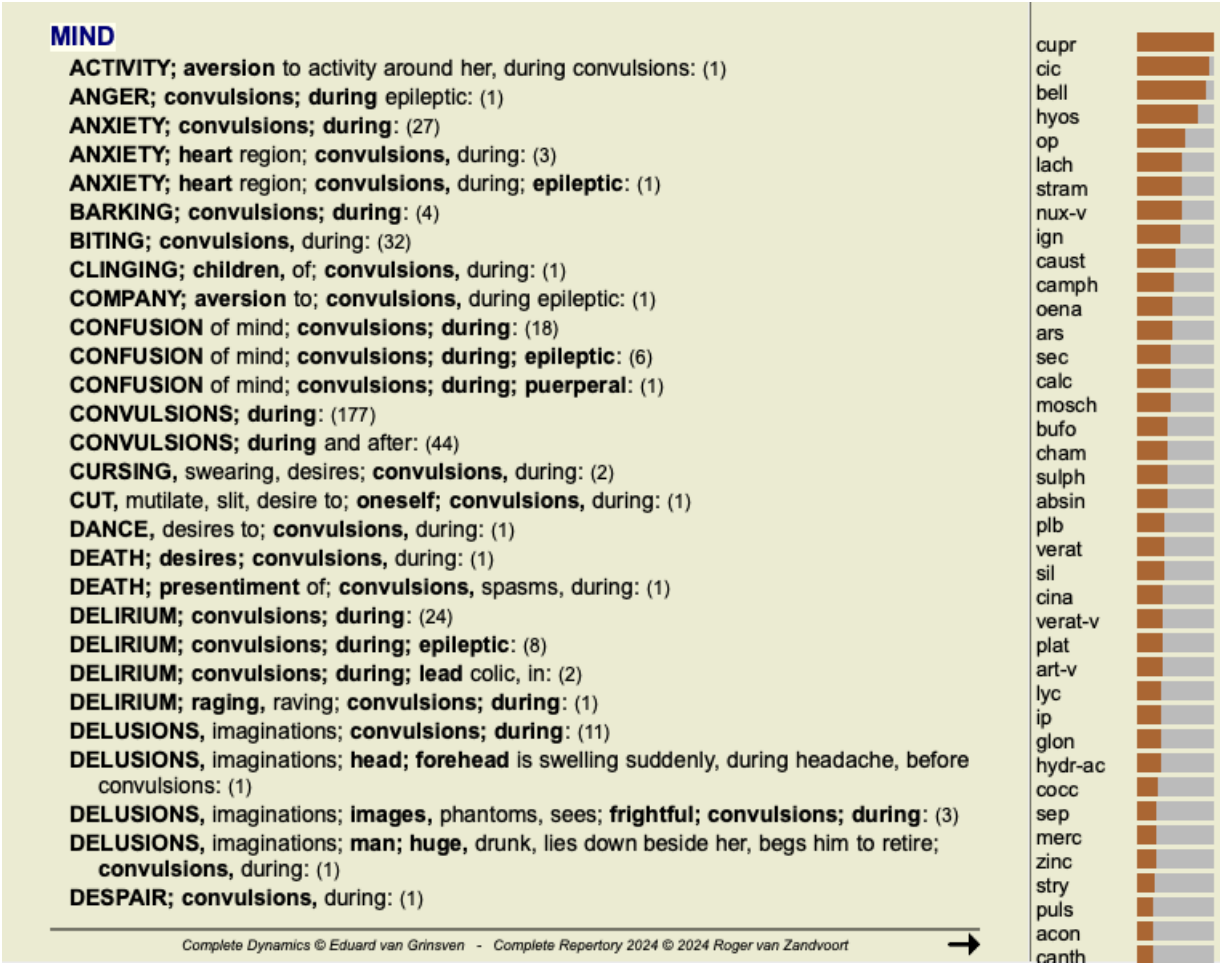 MIND
ACTIVITY; aversion to activity around her, during convulsions: (1)
ANGER; convulsions; during epileptic: (1)
ANXIETY; convulsions; during: (27)
ANXIETY; heart region; convulsions, during: (3)
ANXIETY; heart region; convulsions, during; epileptic: (1)
BARKING; convulsions; during: (4)
BITING; convulsions, during: (32)
CLINGING; children, of; convulsions, during: (1)
COMPANY; aversion to; convulsions, during epileptic: (1)
CONFUSION of mind; convulsions; during: (18)
CONFUSION of mind; convulsions; during; epileptic: (6)
CONFUSION of mind; convulsions; during; puerperal: (1)
CONVULSIONS; during: (177)
CONVULSIONS; during and after: (44)
CURSING, swearing, desires; convulsions, during: (2)
CUT, mutilate, slit, desire to; oneself; convulsions, during: (1)
DANCE, desires to; convulsions, during: (1)
DEATH; desires; convulsions, during: (1)
DEATH; presentiment of; convulsions, spasms, during: (1)
DELIRIUM; convulsions; during: (24)
DELIRIUM; convulsions; during; epileptic: (8)
DELIRIUM; convulsions; during; lead colic, in: (2)
DELIRIUM; raging, raving; convulsions; during: (1)
DELUSIONS, imaginations; convulsions; during: (11)
DELUSIONS, imaginations; head; forehead is swelling suddenly, during headache, before
convulsions: (1)
DELUSIONS, imaginations; images, phantoms, sees; frightful; convulsions; during: (3)
DELUSIONS, imaginations; man; huge, drunk, lies down beside her, begs him to retire;
convulsions, during: (1)
DESPAIR; convulsions, during: (1)
Complete Dynamics © Eduard van Grinsven - Complete Repertory 2024 © 2024 Roger van Zandvoort
cupr
cic
bell
hyos
op
lach
stram
nux-v
ign
caust
camph
oena
ars
sec
calc
mosch
bufo
cham
sulph
absin
plb
verat
sil
cina
verat-v
plat
art-v
lyc
ip
glon
hydr-ac
cocc
sep
merc
zinc
stry
puls
acon
canth